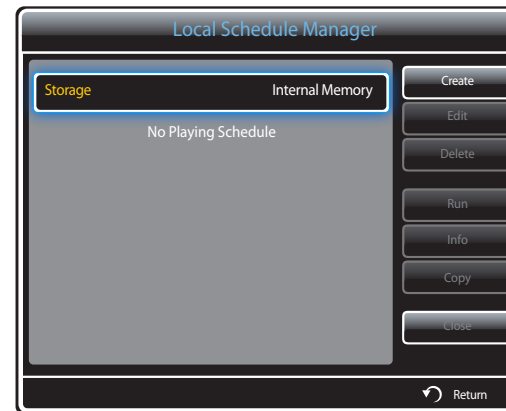 Local Schedule Manager
Storage Internal Memory
No Playing Schedule
Create
Edit
Delete
Run
Info
Copy
Close
Return